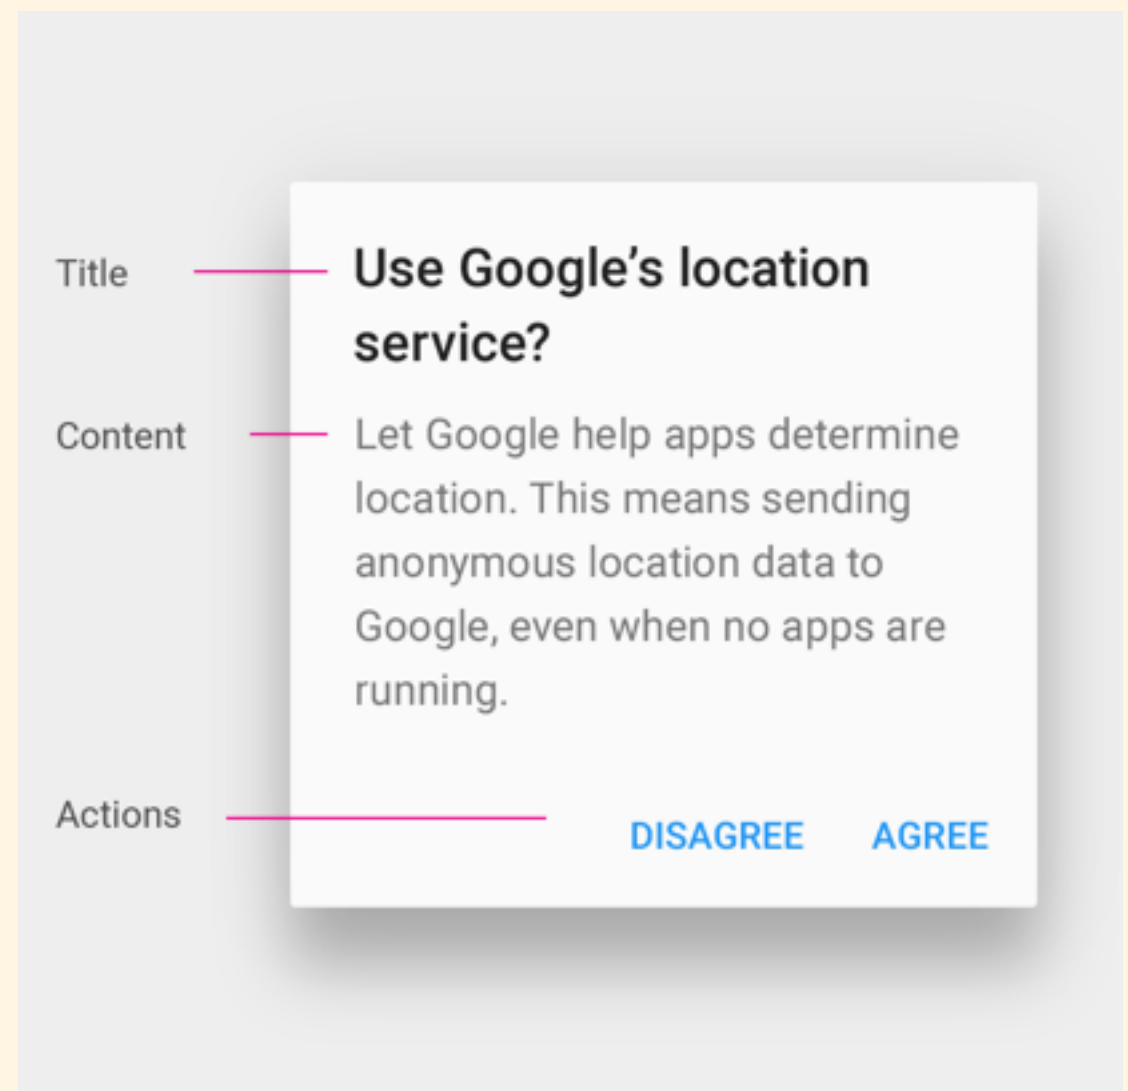 Title
Use Google’s location
service?
Content
Let Google help apps determine
location. This means sending
anonymous location data to
Google, even when no apps are
running.
Actions
DISAGREE AGREE